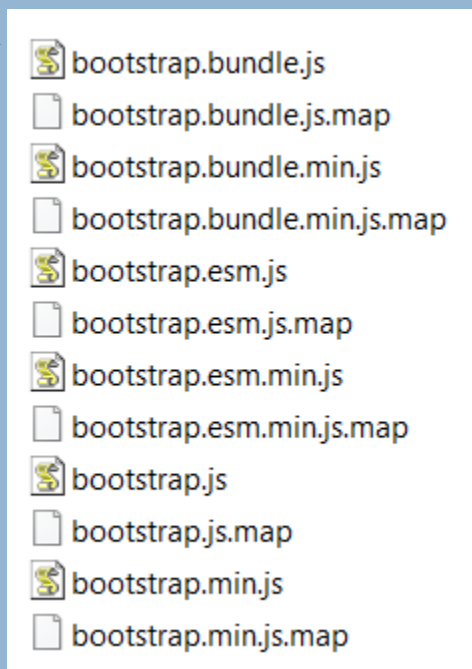 bootstrap.bundle.js
bootstrap.bundle.js.map
bootstrap.bundle.min.js
bootstrap.bundle.min.js.map
bootstrap.esm.js
bootstrap.esm.js.map
bootstrap.esm.min.js
bootstrap.esm.min.js.map
bootstrap.js
bootstrap.js.map
bootstrap.min.js
bootstrap.min.js.map